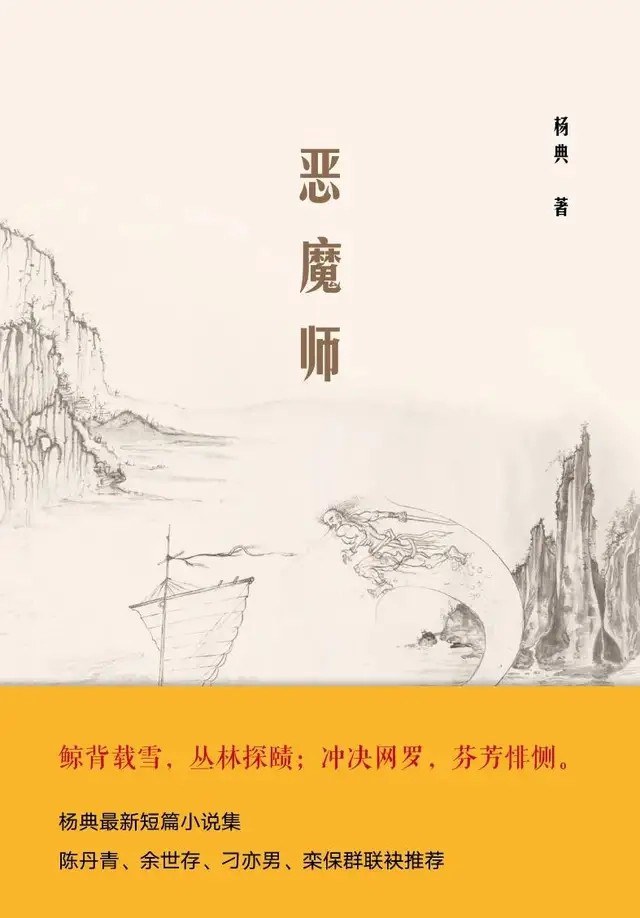 杨典 著
恶魔师
鲸背载雪，丛林探赜；冲决网罗，芬芳悱恻。
杨典最新短篇小说集
陈丹青、余世存、刁亦男、栾保群联袂推荐